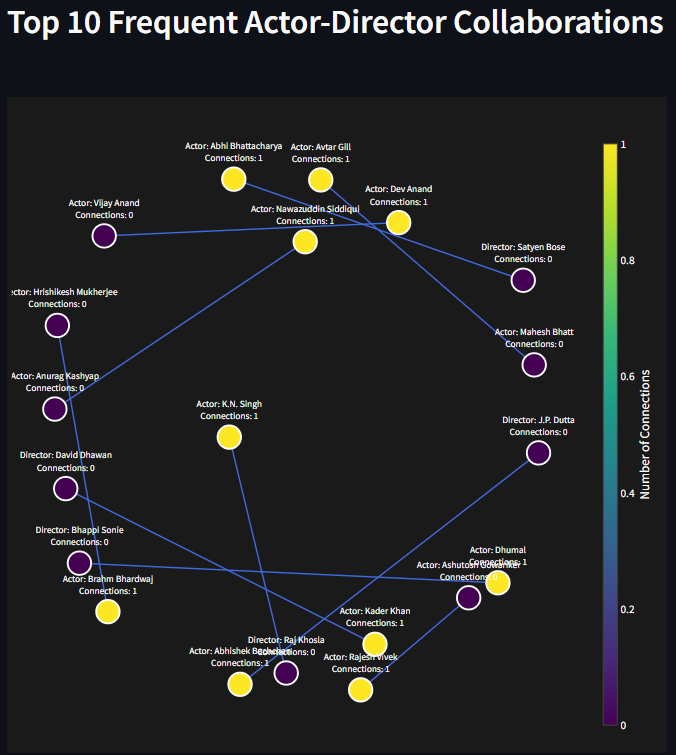 Top 10 Frequent Actor-Director Collaborations
Actor: Abhi Bhattacharya
Connections: 1
Actor: Avtar Gill
Connections: 1
Actor: Dev Anand
Connections: 1
Actor: Vijay Anand
Connections: 0
Actor: Nawazuddin Siddiqui
Connections: 1
Director: Satyen Bose
Connections: 0
ctor: Hrishikesh Mukherjee
Connections: 0
Actor: Mahesh Bhatt
Connections: 0
Actor: Anurag Kashyap
Connections: 0
Actor: K.N. Singh
Connections: 1
Director: J.P. Dutta
Connections: 0
Director: David Dhawan
Connections: 0
Director: Bhappi Sonie
Connections: 0
Actor: Dhumal
Connections: 1
Actor: Ashutosh Gowariker
Connections: 0
Actor: Brahm Bhardwaj
Connections: 1
Actor: Kader Khan
Connections: 1
Director: Raj Khosla
Connections: 0
Actor: Abhishek
Connections: 1
Actor: Rajesh Vivek
Connections: 1
1
0.8
0.6
0.4
0.2
0
Number of Connections